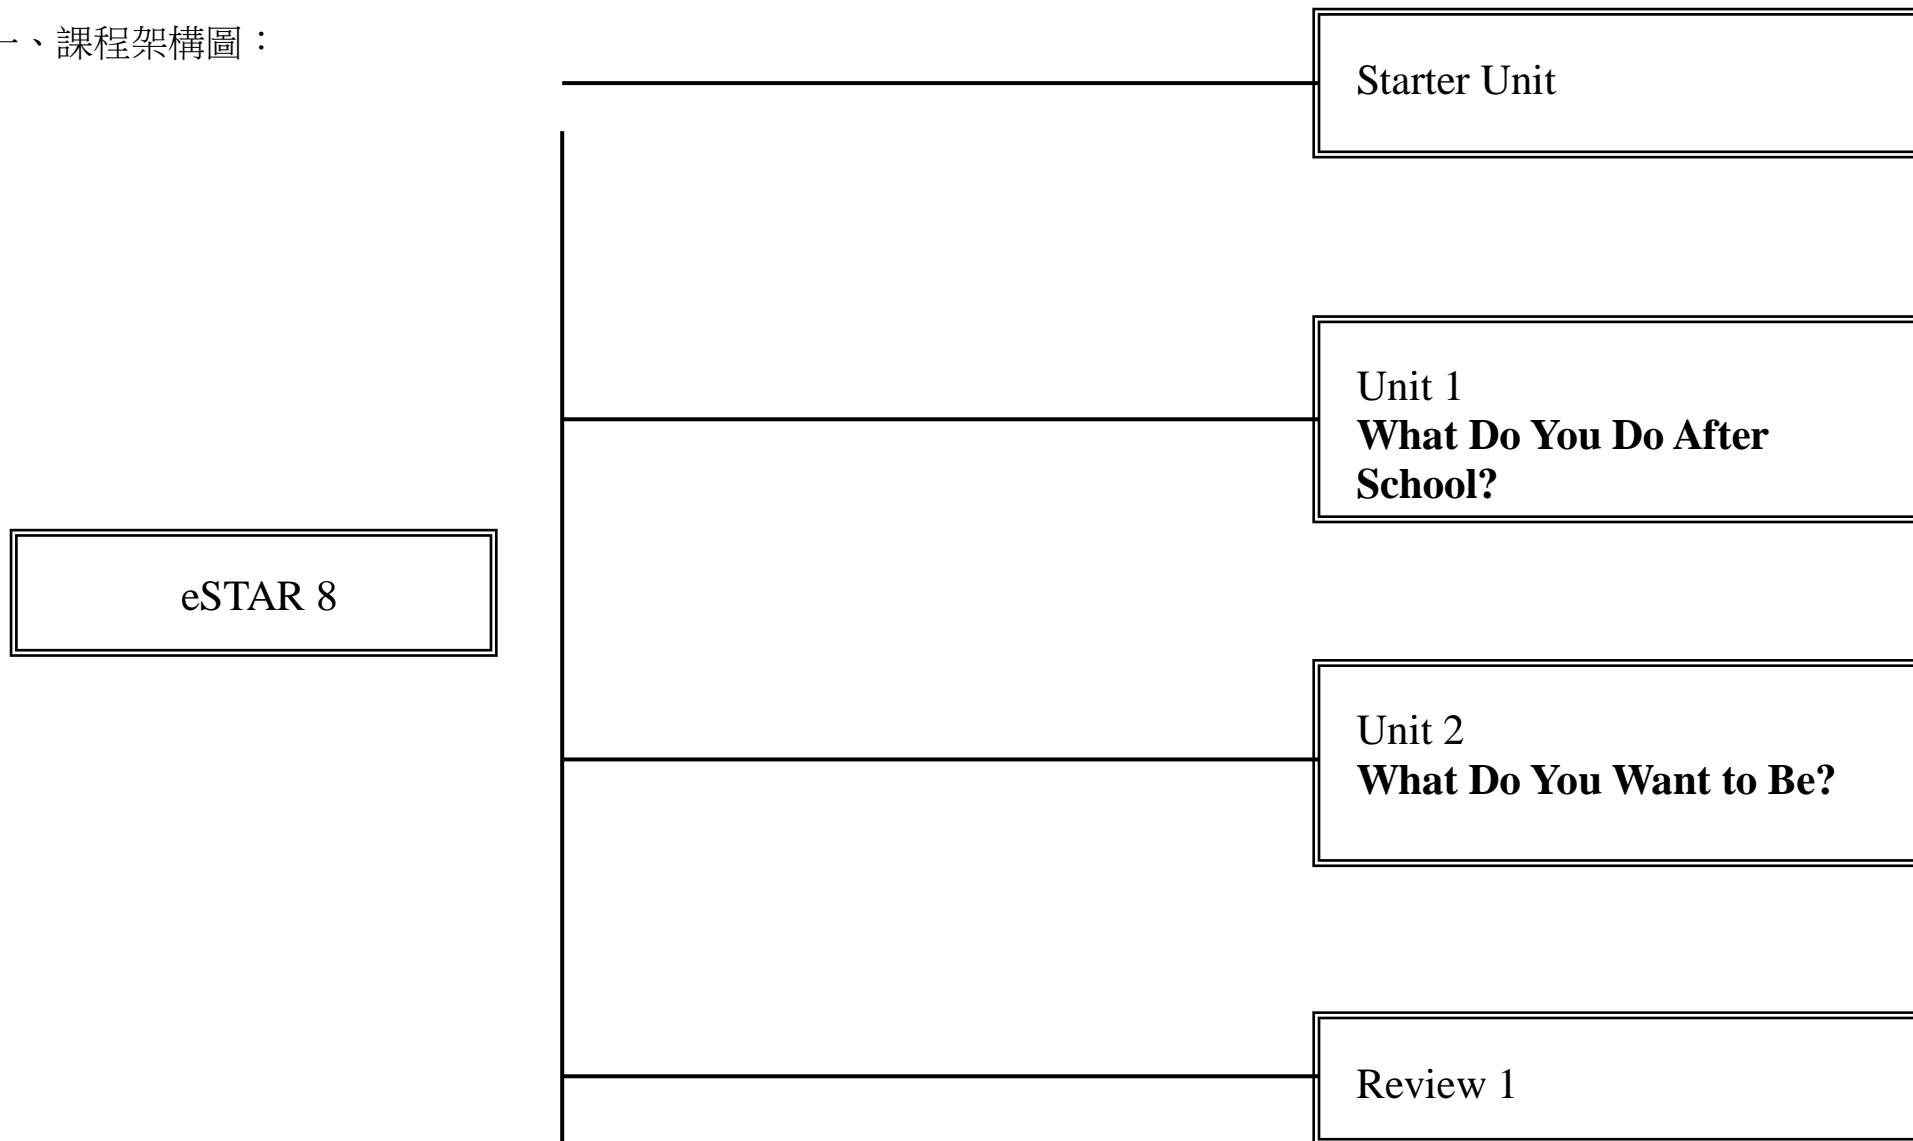 一、課程架構圖：
Starter Unit
Unit 1
What Do You Do After
School?
eSTAR 8
Unit 2
What Do You Want to Be?
Review 1